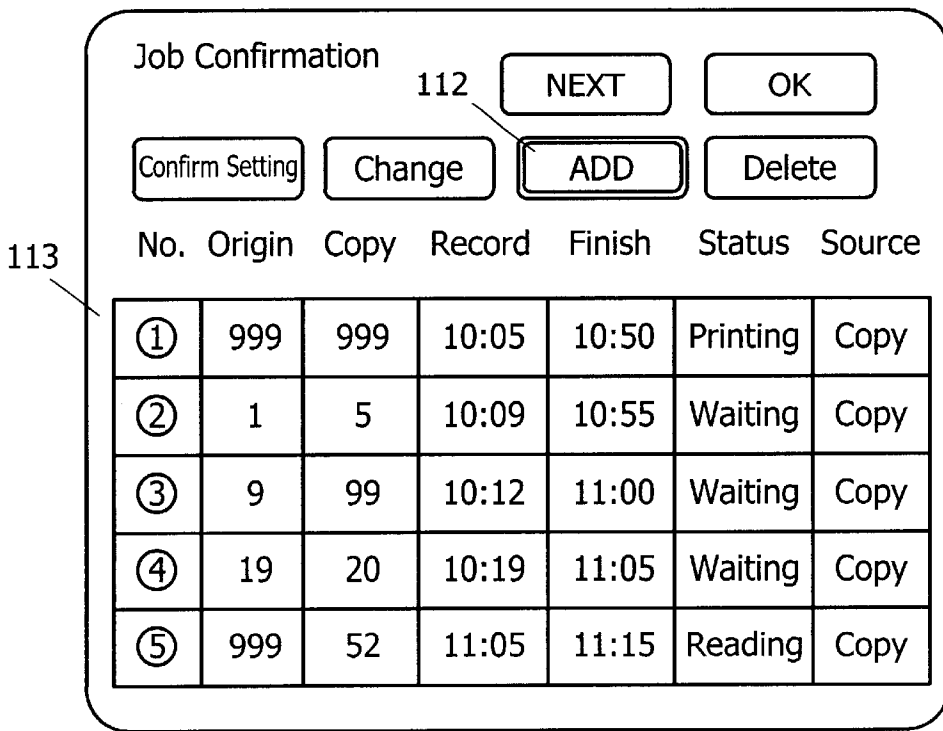 Job Confirmation
112 NEXT OK
Confirm Setting Change ADD Delete
113 No. Origin Copy Record Finish Status Source
① 999 999 10:05 10:50 Printing Copy
② 1 5 10:09 10:55 Waiting Copy
③ 9 99 10:12 11:00 Waiting Copy
④ 19 20 10:19 11:05 Waiting Copy
⑤ 999 52 11:05 11:15 Reading Copy